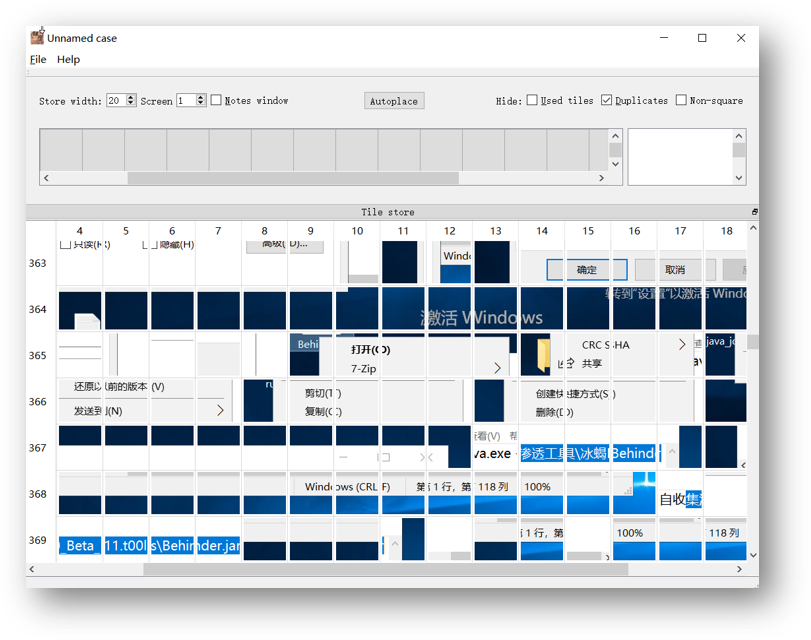 Unnamed case
File Help
Store width: 20 Screen 1 Notes window Autoplace Hide: Used tiles Duplicates Non-square
Tile store
4 5 6 7 8 9 10 11 12 13 14 15 16 17 18
363 只读(R) 隐藏(H) 高级(D)... Windo 确定 取消
364 激活 Windows 转到"设置"以激活 Windo
365 Behi 打开(O) 7-Zip CRC SHA 共享 java_jo
366 还原以前的版本(V) 发送到(N) 剪切(T) 复制(C) 创建快捷方式(S) 删除(D)
367 查看(V) 帮 va.exe 渗透工具\冰蝎\Behinder
368 Windows (CRLF) 第 1 行，第 118 列 100% 自收集
369 _Beta_ 11.t00ls\Behinder.jar 1 行，第 100% 118 列